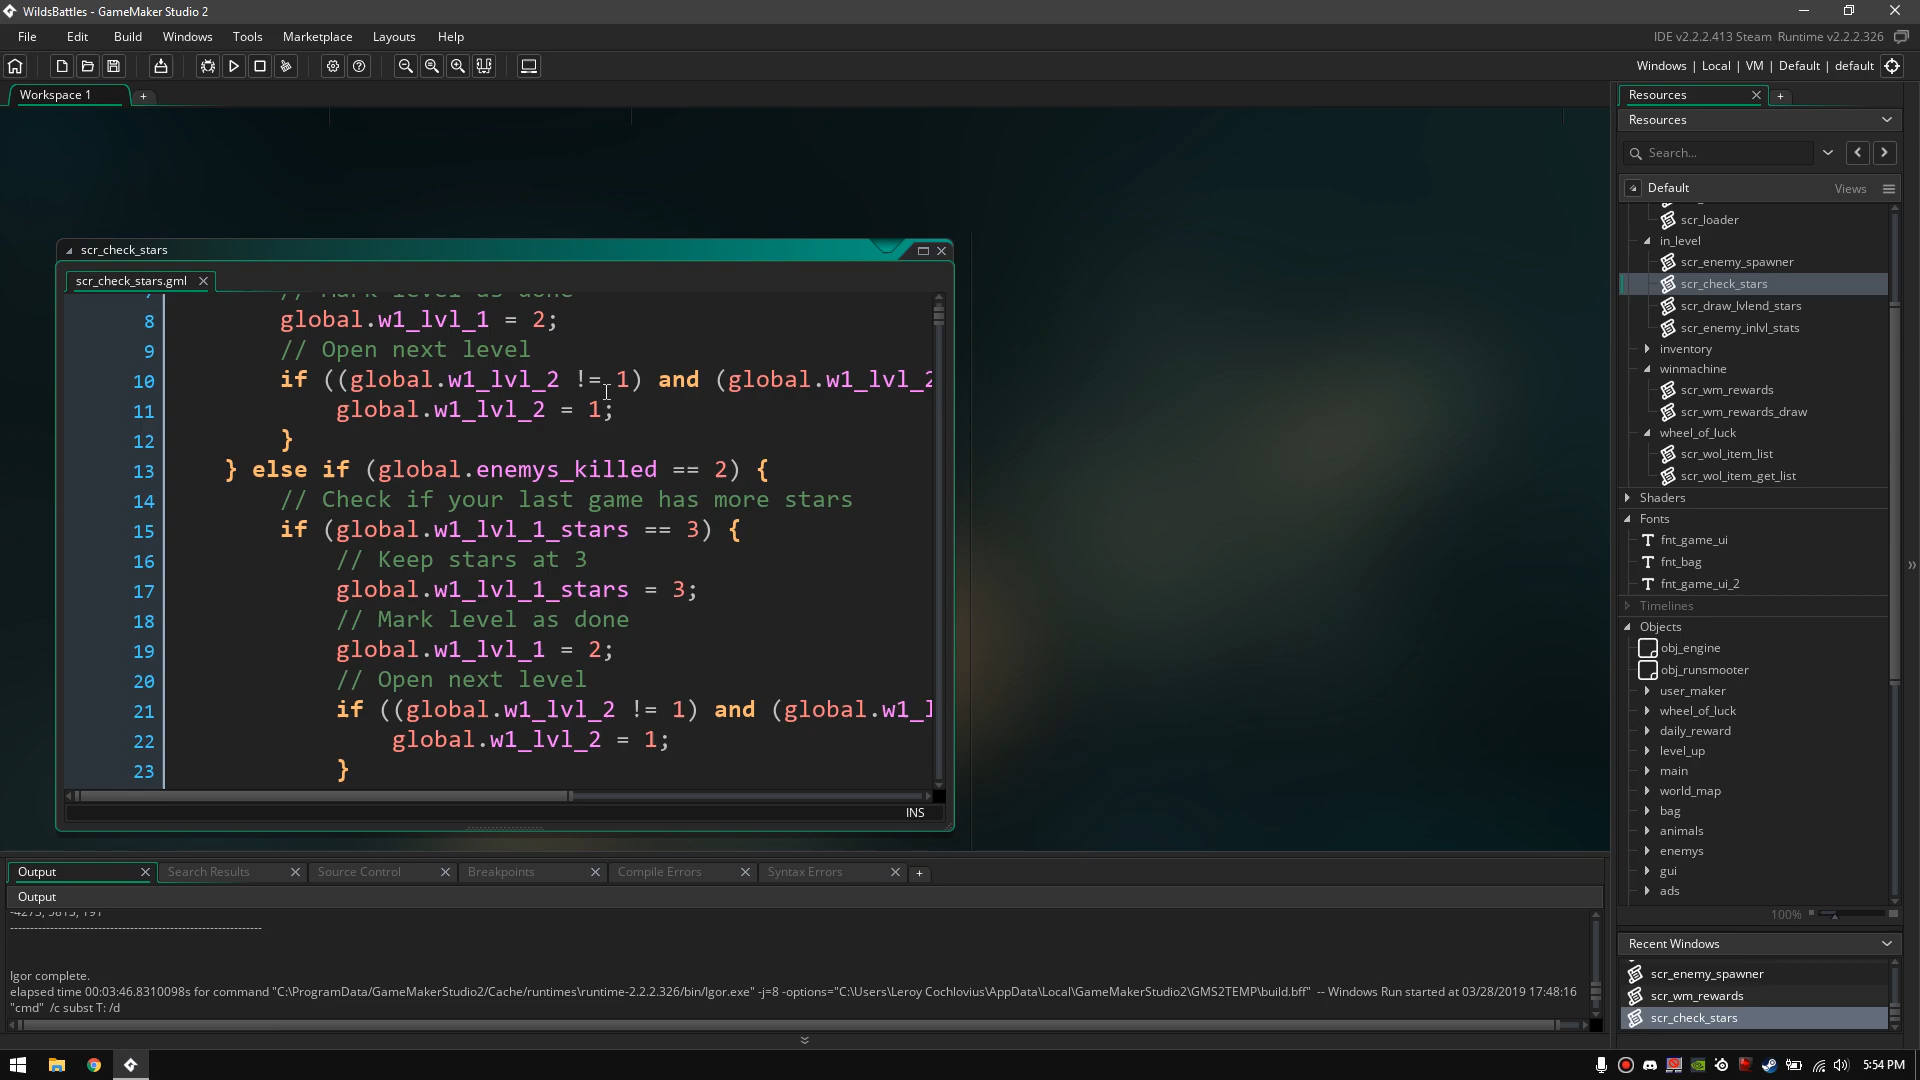 WildsBattles - GameMaker Studio 2
File Edit Build Windows Tools Marketplace Layouts Help
IDE v2.2.2.413 Steam Runtime v2.2.2.326
Windows | Local | VM | Default | default
Workspace 1
Resources
Resources
Search...
Default
Views
scr_loader
in_level
scr_enemy_spawner
scr_check_stars
scr_draw_lvlend_stars
scr_enemy_inlvl_stats
inventory
winmachine
scr_wm_rewards
scr_wm_rewards_draw
wheel_of_luck
scr_wol_item_list
scr_wol_item_get_list
Shaders
Fonts
fnt_game_ui
fnt_bag
fnt_game_ui_2
Timelines
Objects
obj_engine
obj_runsmooter
user_maker
wheel_of_luck
daily_reward
level_up
main
world_map
bag
animals
enemys
gui
ads
100%
Recent Windows
scr_enemy_spawner
scr_wm_rewards
scr_check_stars
scr_check_stars
scr_check_stars.gml
7 // Mark level as done
8 global.w1_lvl_1 = 2;
9 // Open next level
10 if ((global.w1_lvl_2 != 1) and (global.w1_lvl_2
11 global.w1_lvl_2 = 1;
12 }
13 } else if (global.enemys_killed == 2) {
14 // Check if your last game has more stars
15 if (global.w1_lvl_1_stars == 3) {
16 // Keep stars at 3
17 global.w1_lvl_1_stars = 3;
18 // Mark level as done
19 global.w1_lvl_1 = 2;
20 // Open next level
21 if ((global.w1_lvl_2 != 1) and (global.w1_l
22 global.w1_lvl_2 = 1;
23 }
INS
Output Search Results Source Control Breakpoints Compile Errors Syntax Errors
Output
-4275, 5815, 191
---------------------------------------------------------------
Igor complete.
elapsed time 00:03:46.8310098s for command "C:\ProgramData/GameMakerStudio2/Cache/runtimes\runtime-2.2.2.326/bin/Igor.exe" -j=8 -options="C:\Users\Leroy Cochlovius\AppData\Local\GameMakerStudio2\GMS2TEMP\build.bff" -- Windows Run started at 03/28/2019 17:48:16
"cmd" /c subst T: /d
5:54 PM